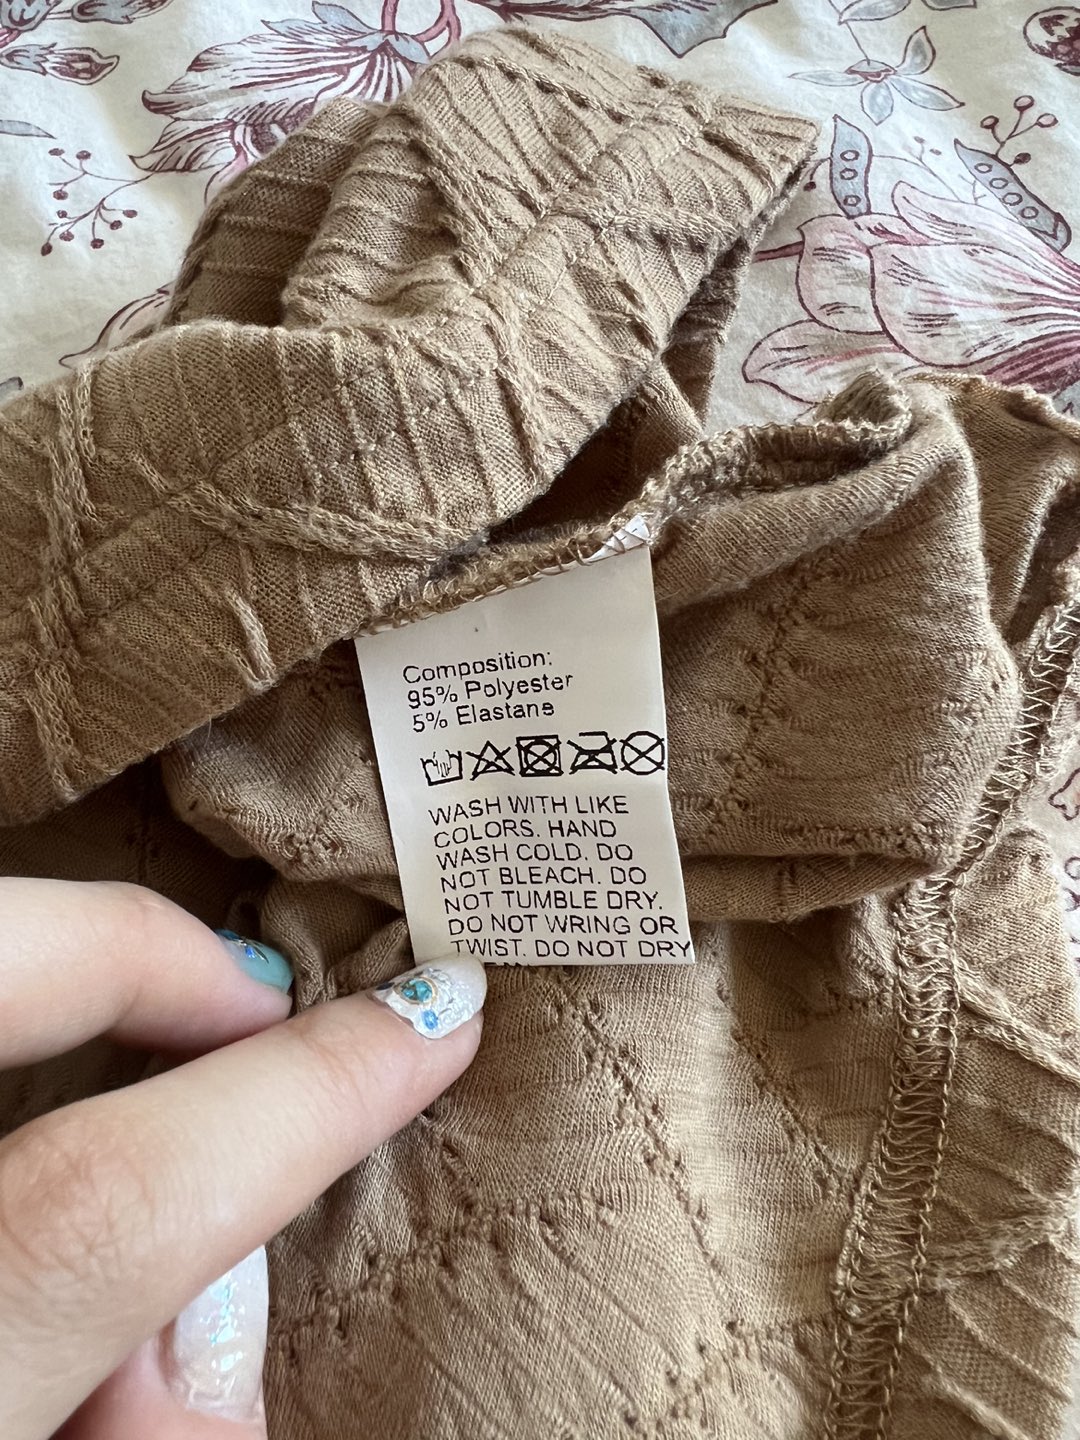 Composition:
95% Polyester
5% Elastane
WASH WITH LIKE
COLORS. HAND
WASH COLD. DO
NOT BLEACH. DO
NOT TUMBLE DRY.
DO NOT WRING OR
TWIST. DO NOT DRY